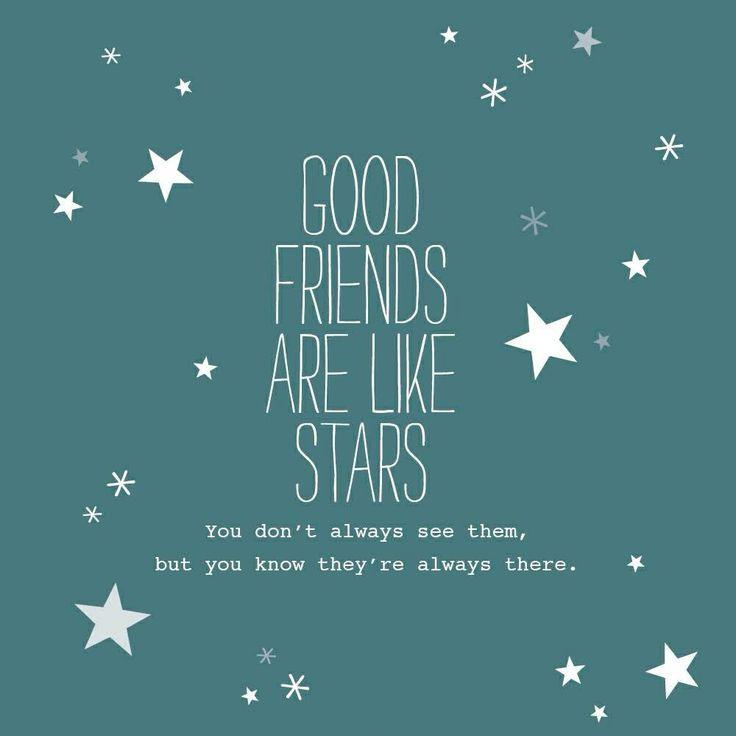 GOOD
FRIENDS
ARE LIKE
STARS
You don’t always see them,
but you know they’re always there.